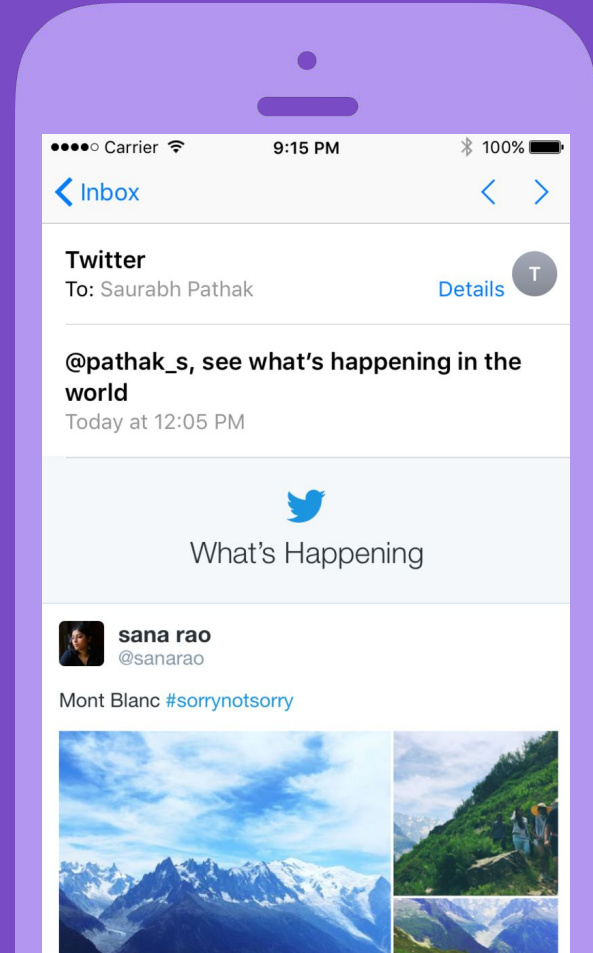 Carrier 9:15 PM 100%
Inbox
Twitter
To: Saurabh Pathak Details T
@pathak_s, see what's happening in the
world
Today at 12:05 PM
What's Happening
sana rao
@sanarao
Mont Blanc #sorrynotsorry